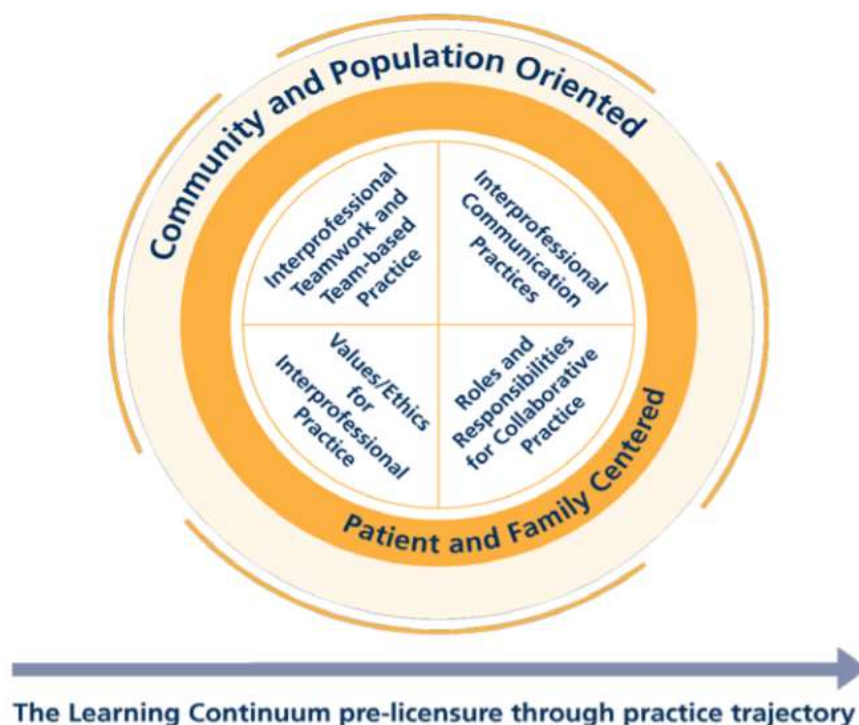 Community and Population Oriented
Interprofessional
Teamwork and
Team-based
Practice
Interprofessional
Communication
Practices
Values/Ethics
for
Interprofessional
Practice
Roles and
Responsibilities
for Collaborative
Practice
Patient and Family Centered
The Learning Continuum pre-licensure through practice trajectory